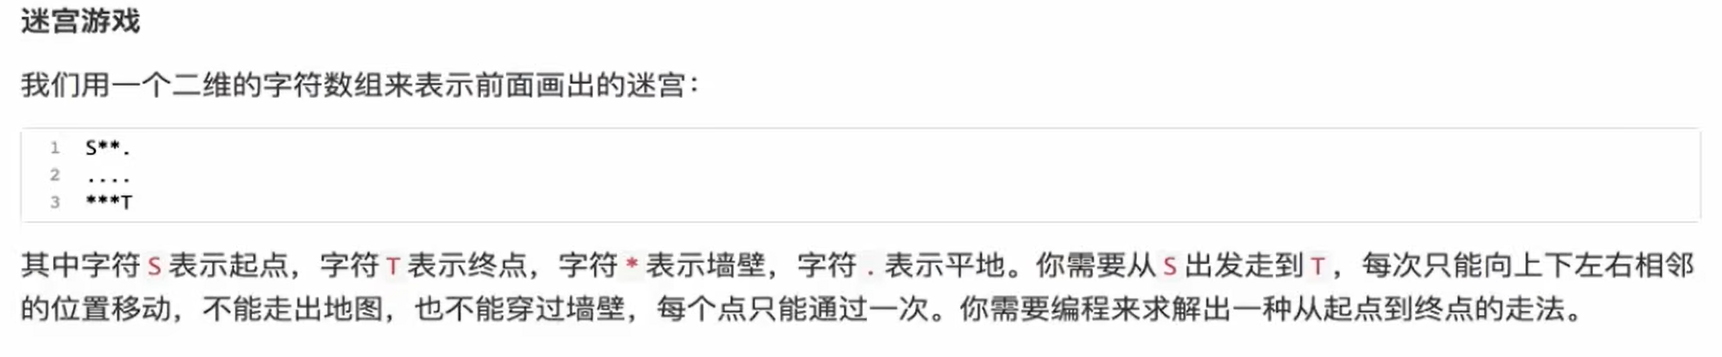 迷宫游戏
我们用一个二维的字符数组来表示前面画出的迷宫：
1 S**.
2 ....
3 ***T
其中字符 S 表示起点，字符 T 表示终点，字符 * 表示墙壁，字符 . 表示平地。你需要从 S 出发走到 T ，每次只能向上下左右相邻
的位置移动，不能走出地图，也不能穿过墙壁，每个点只能通过一次。你需要编程来求解出一种从起点到终点的走法。